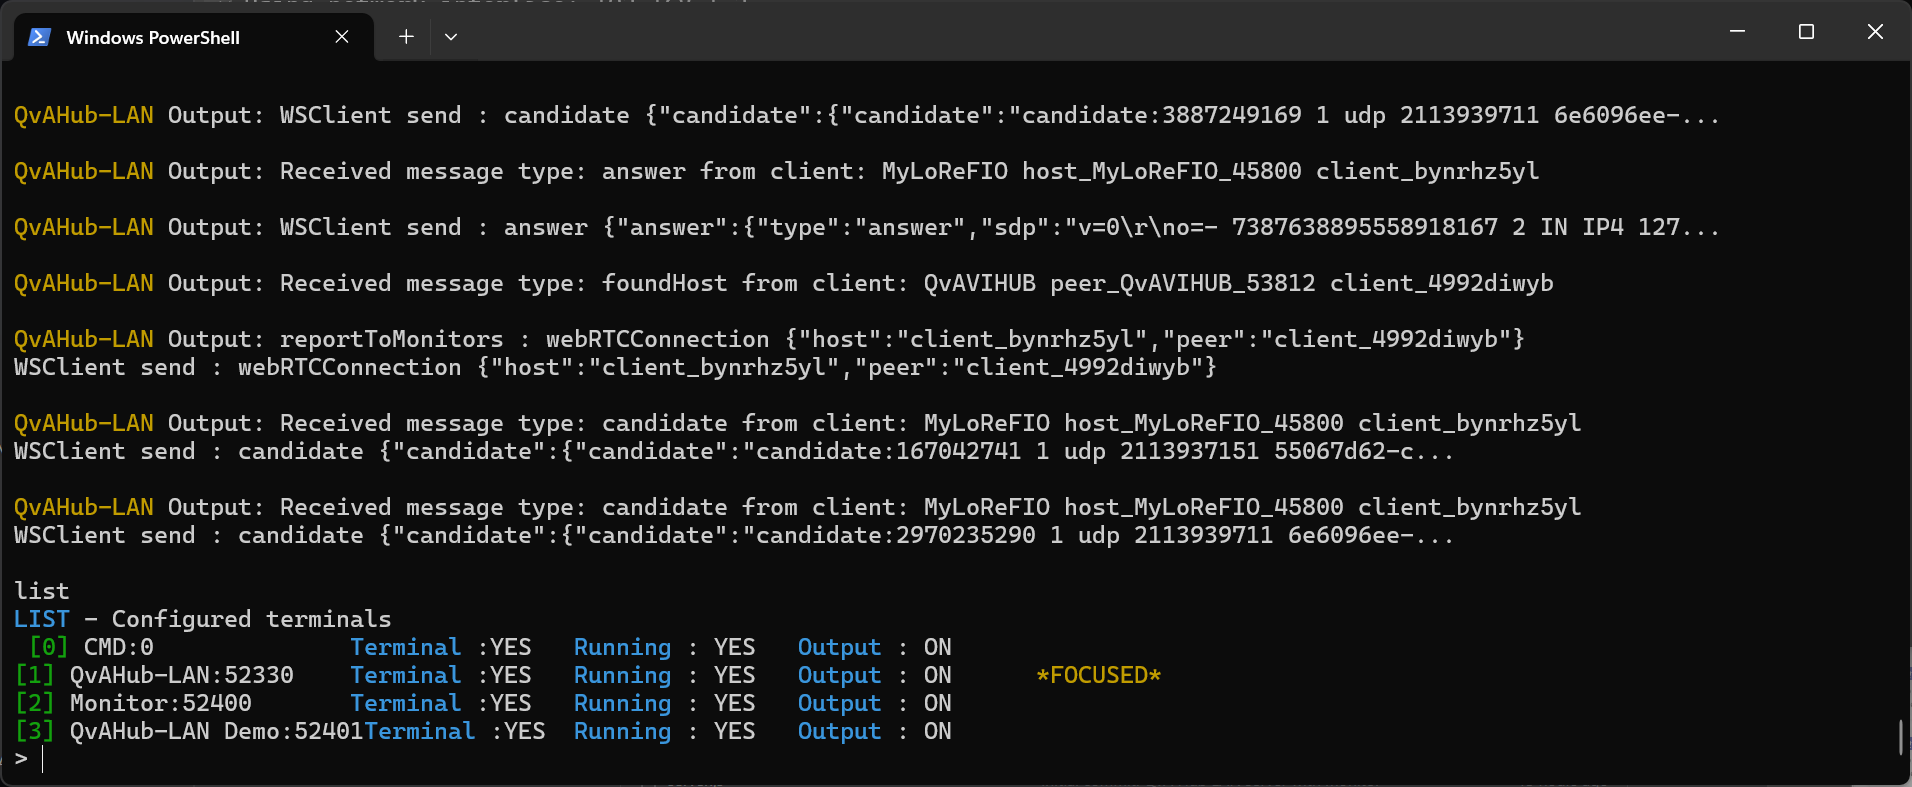 Windows PowerShell
QvAHub-LAN Output: WSClient send : candidate {"candidate":{"candidate":"candidate:3887249169 1 udp 2113939711 6e6096ee-...
QvAHub-LAN Output: Received message type: answer from client: MyLoReFIO host_MyLoReFIO_45800 client_bynrhz5yl
QvAHub-LAN Output: WSClient send : answer {"answer":{"type":"answer","sdp":"v=0\r\no=- 7387638895558918167 2 IN IP4 127...
QvAHub-LAN Output: Received message type: foundHost from client: QvAVIHUB peer_QvAVIHUB_53812 client_4992diwyb
QvAHub-LAN Output: reportToMonitors : webRTCConnection {"host":"client_bynrhz5yl","peer":"client_4992diwyb"}
WSClient send : webRTCConnection {"host":"client_bynrhz5yl","peer":"client_4992diwyb"}
QvAHub-LAN Output: Received message type: candidate from client: MyLoReFIO host_MyLoReFIO_45800 client_bynrhz5yl
WSClient send : candidate {"candidate":{"candidate":"candidate:167042741 1 udp 2113937151 55067d62-c...
QvAHub-LAN Output: Received message type: candidate from client: MyLoReFIO host_MyLoReFIO_45800 client_bynrhz5yl
WSClient send : candidate {"candidate":{"candidate":"candidate:2970235290 1 udp 2113939711 6e6096ee-...
list
LIST - Configured terminals
[0] CMD:0 Terminal :YES Running : YES Output : ON
[1] QvAHub-LAN:52330 Terminal :YES Running : YES Output : ON *FOCUSED*
[2] Monitor:52400 Terminal :YES Running : YES Output : ON
[3] QvAHub-LAN Demo:52401Terminal :YES Running : YES Output : ON
>